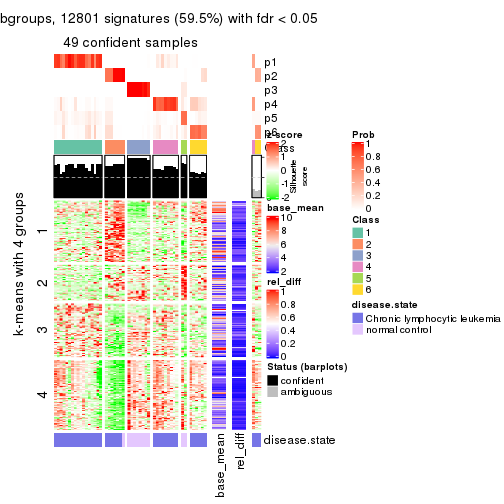 bgroups, 12801 signatures (59.5%) with fdr < 0.05
49 confident samples
p1
p2
p3
p4
p5
p6
Class
Silhouette
score
k-means with 4 groups
1
2
3
4
base_mean
rel_diff
disease.state
z-score
2
1
0
-1
-2
base_mean
10
8
6
4
2
rel_diff
1
0.8
0.6
0.4
0.2
0
Status (barplots)
confident
ambiguous
Prob
1
0.8
0.6
0.4
0.2
0
Class
1
2
3
4
5
6
disease.state
Chronic lymphocytic leukemia
normal control